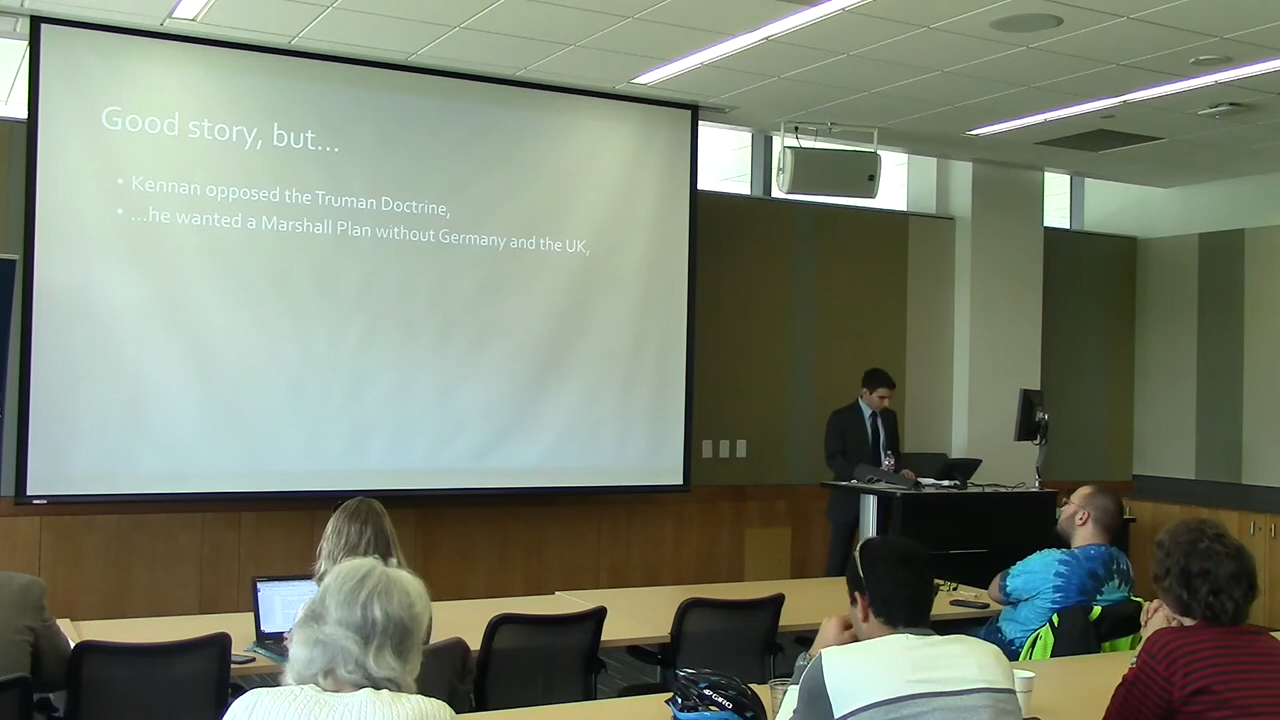 Good story, but...
• Kennan opposed the Truman Doctrine,
• ...he wanted a Marshall Plan without Germany and the UK,
GIRO